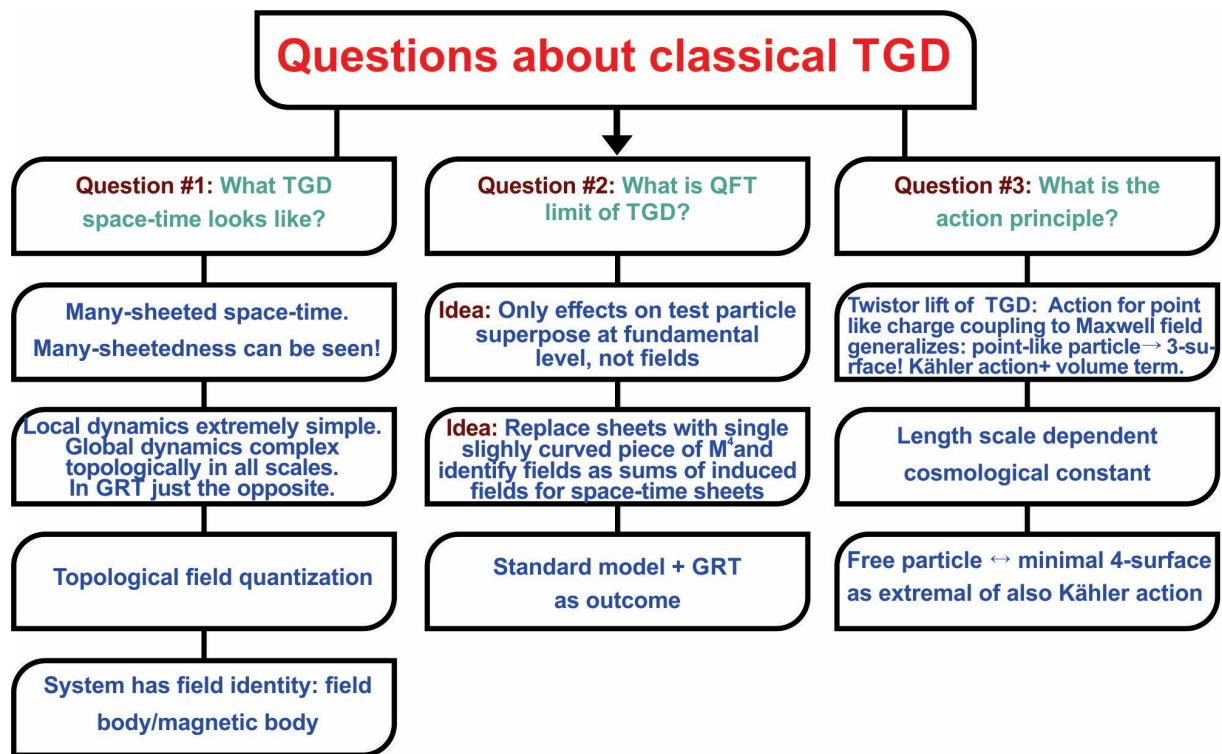 Questions about classical TGD
Question #1: What TGD
space-time looks like?
Many-sheeted space-time.
Many-sheetedness can be seen!
Local dynamics extremely simple.
Global dynamics complex
topologically in all scales.
In GRT just the opposite.
Topological field quantization
System has field identity: field
body/magnetic body
Question #2: What is QFT
limit of TGD?
Idea: Only effects on test particle
superpose at fundamental
level, not fields
Idea: Replace sheets with single
slighly curved piece of M⁴and
identify fields as sums of induced
fields for space-time sheets
Standard model + GRT
as outcome
Question #3: What is the
action principle?
Twistor lift of TGD: Action for point
like charge coupling to Maxwell field
generalizes: point-like particle→ 3-su-
rface! Kähler action+ volume term.
Length scale dependent
cosmological constant
Free particle ↔ minimal 4-surface
as extremal of also Kähler action